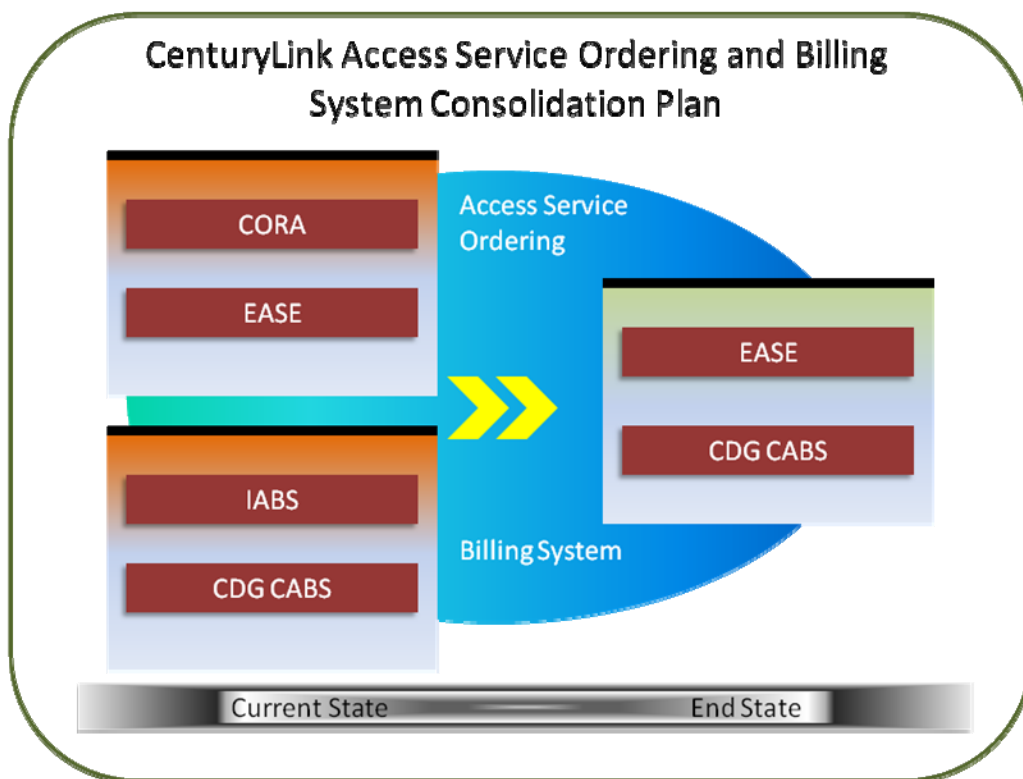 CenturyLink Access Service Ordering and Billing
System Consolidation Plan
CORA
EASE
Access Service
Ordering
IABS
CDG CABS
Billing System
EASE
CDG CABS
Current State
End State